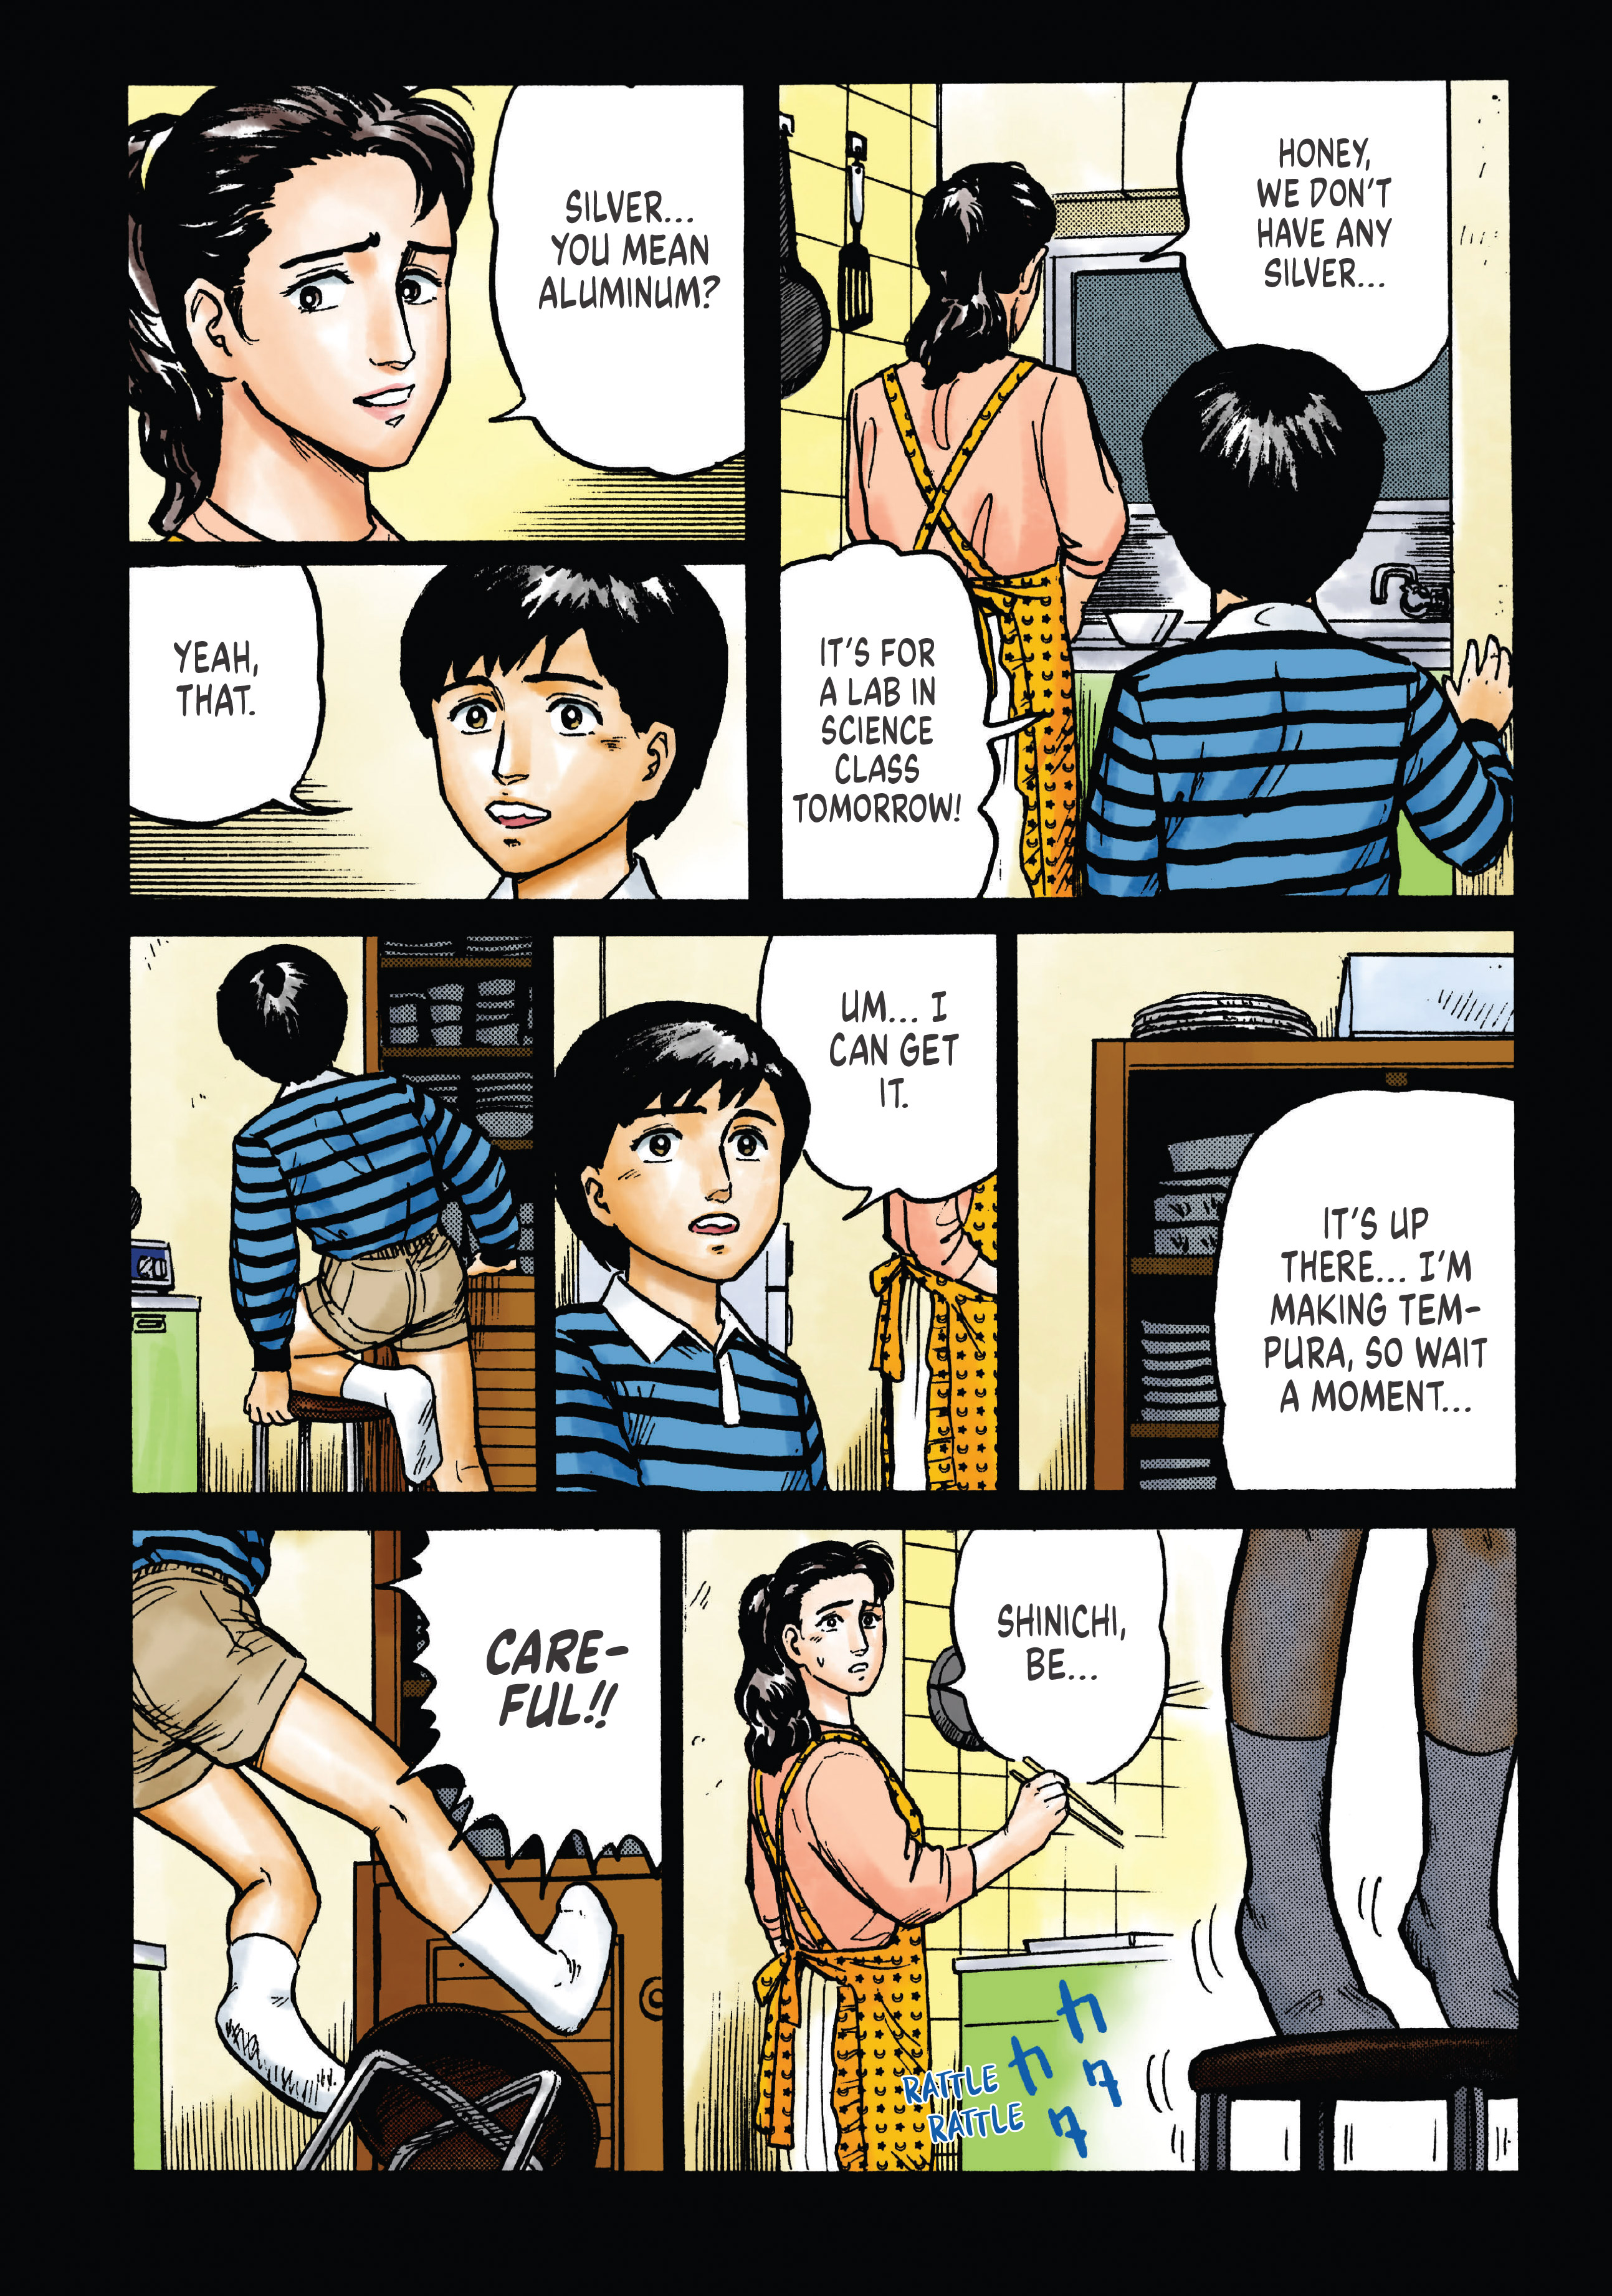 HONEY,
WE DON'T
HAVE ANY
SILVER...
IT'S FOR
A LAB IN
SCIENCE
CLASS
TOMORROW!
SILVER...
YOU MEAN
ALUMINUM?
YEAH,
THAT.
IT'S UP
THERE... I'M
MAKING TEM-
PURA, SO WAIT
A MOMENT...
UM... I
CAN GET
IT.
SHINICHI,
BE...
カタ
カタ
RATTLE
RATTLE
CARE-
FUL!!